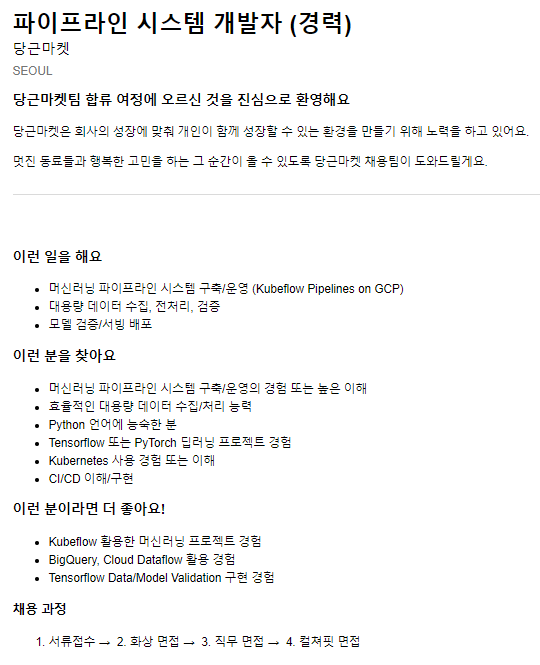 파이프라인 시스템 개발자 (경력)
당근마켓
SEOUL
당근마켓팀 합류 여정에 오르신 것을 진심으로 환영해요
당근마켓은 회사의 성장에 맞춰 개인이 함께 성장할 수 있는 환경을 만들기 위해 노력을 하고 있어요.
멋진 동료들과 행복한 고민을 하는 그 순간이 올 수 있도록 당근마켓 채용팀이 도와드릴게요.
이런 일을 해요
• 머신러닝 파이프라인 시스템 구축/운영 (Kubeflow Pipelines on GCP)
• 대용량 데이터 수집, 전처리, 검증
• 모델 검증/서빙 배포
이런 분을 찾아요
• 머신러닝 파이프라인 시스템 구축/운영의 경험 또는 높은 이해
• 효율적인 대용량 데이터 수집/처리 능력
• Python 언어에 능숙한 분
• Tensorflow 또는 PyTorch 딥러닝 프로젝트 경험
• Kubernetes 사용 경험 또는 이해
• CI/CD 이해/구현
이런 분이라면 더 좋아요!
• Kubeflow 활용한 머신러닝 프로젝트 경험
• BigQuery, Cloud Dataflow 활용 경험
• Tensorflow Data/Model Validation 구현 경험
채용 과정
1. 서류접수 → 2. 화상 면접 → 3. 직무 면접 → 4. 컬쳐핏 면접